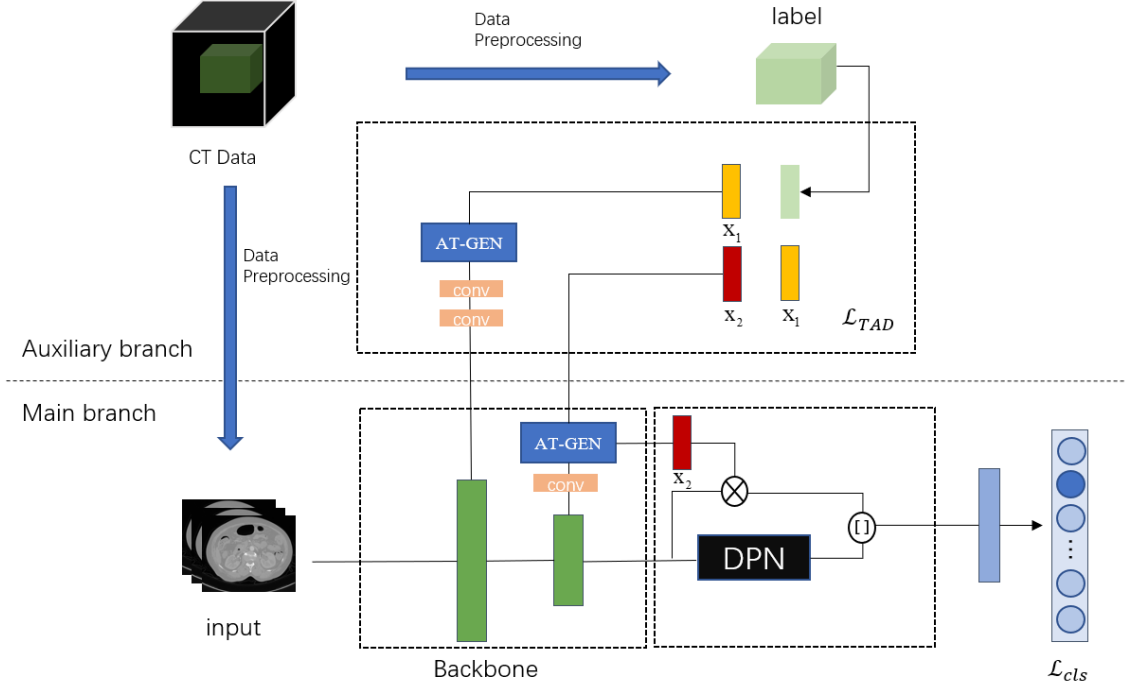 Data
Preprocessing
label
CT Data
X1
AT-GEN
Data
Preprocessing
conv
conv
X2
X1
ℒTAD
Auxiliary branch
Main branch
AT-GEN
conv
X2
[ ]
DPN
input
Backbone
ℒcls